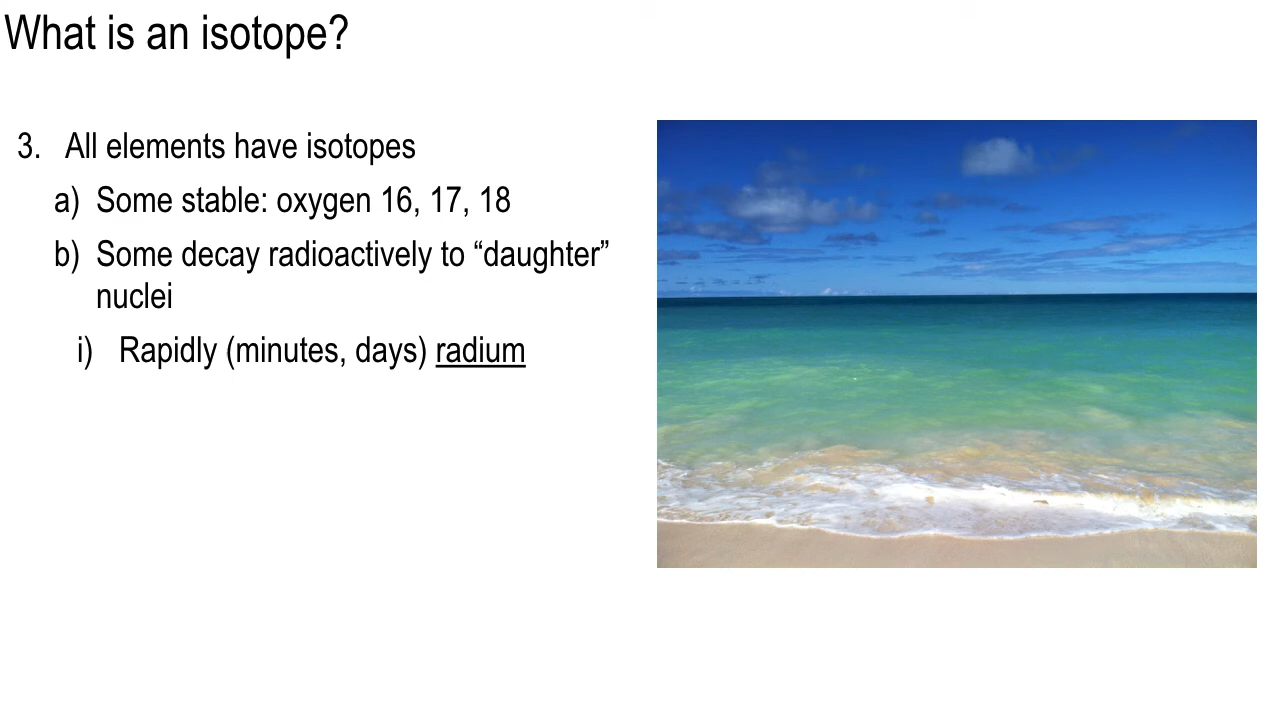 What is an isotope?
3. All elements have isotopes
a) Some stable: oxygen 16, 17, 18
b) Some decay radioactively to “daughter”
nuclei
i) Rapidly (minutes, days) radium